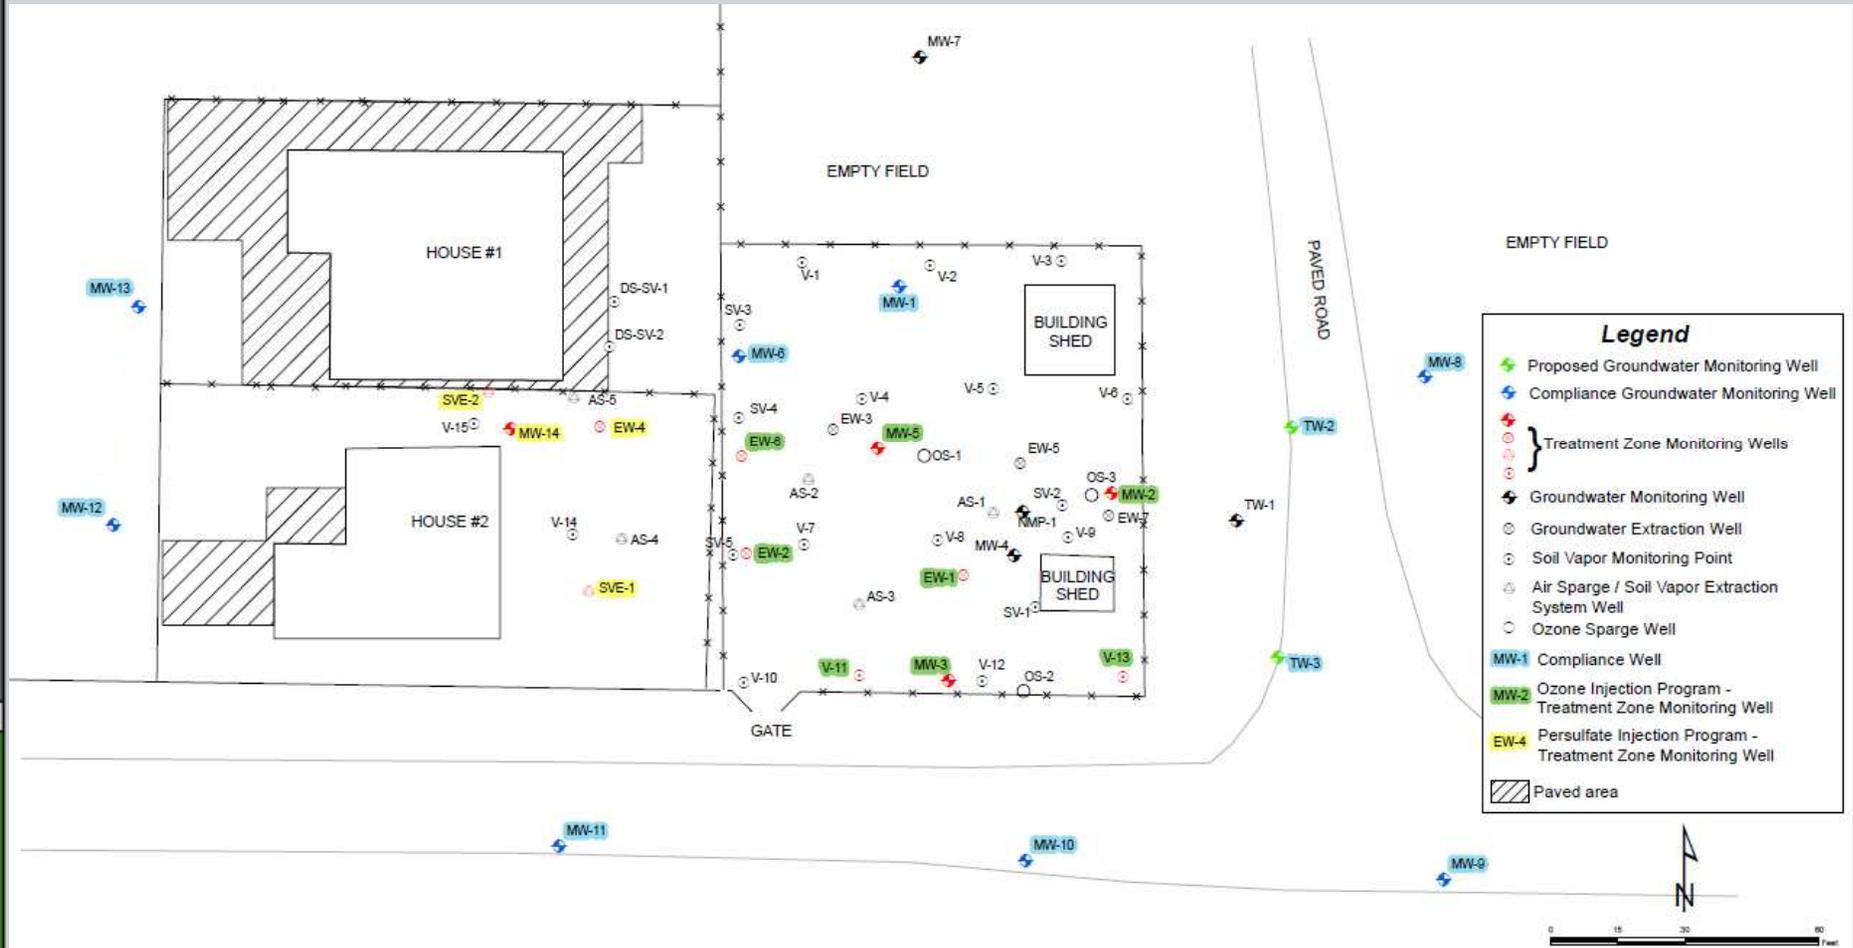 MW-7
EMPTY FIELD
HOUSE #1
EMPTY FIELD
PAVED ROAD
MW-13
DS-SV-1
DS-SV-2
V-1
V-2
V-3
MW-1
SV-3
MW-6
BUILDING
SHED
MW-8
SVE-2
AS-5
V-15
MW-14
EW-4
SV-4
EW-6
V-4
EW-3
MW-5
V-5
V-6
OS-1
EW-5
TW-2
AS-2
OS-3
MW-2
SV-2
AS-1
NMP-1
EW-7
TW-1
MW-12
HOUSE #2
V-14
AS-4
SV-5
EW-2
V-7
V-8
MW-4
V-9
EW-1
BUILDING
SHED
SVE-1
AS-3
SV-1
V-10
V-11
MW-3
V-12
OS-2
V-13
TW-3
GATE
MW-11
MW-10
MW-9
Legend
Proposed Groundwater Monitoring Well
Compliance Groundwater Monitoring Well
} Treatment Zone Monitoring Wells
Groundwater Monitoring Well
Groundwater Extraction Well
Soil Vapor Monitoring Point
Air Sparge / Soil Vapor Extraction
System Well
Ozone Sparge Well
MW-1 Compliance Well
MW-2 Ozone Injection Program -
Treatment Zone Monitoring Well
EW-4 Persulfate Injection Program -
Treatment Zone Monitoring Well
Paved area
N
0 15 30 60
Feet